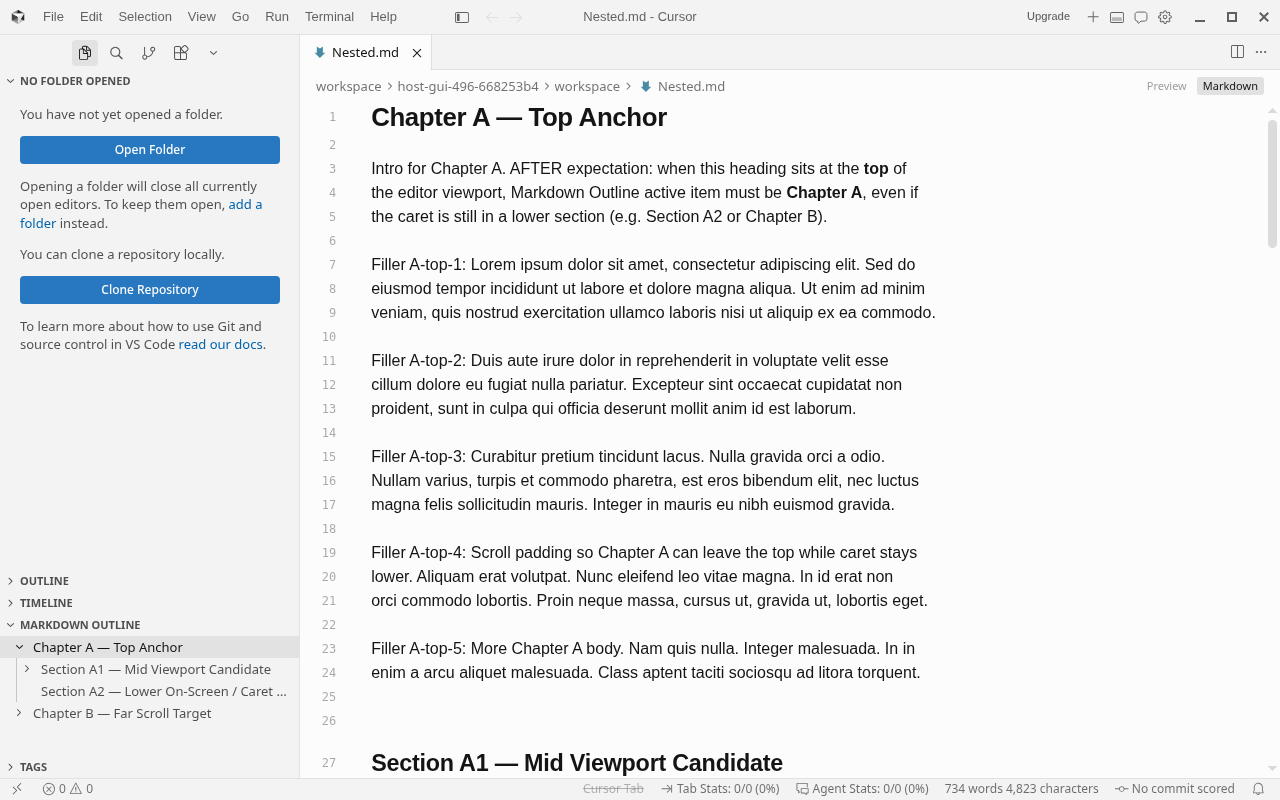 File Edit Selection View Go Run Terminal Help
Nested.md - Cursor
Upgrade
Nested.md
NO FOLDER OPENED
You have not yet opened a folder.
Open Folder
Opening a folder will close all currently
open editors. To keep them open, add a
folder instead.
You can clone a repository locally.
Clone Repository
To learn more about how to use Git and
source control in VS Code read our docs.
OUTLINE
TIMELINE
MARKDOWN OUTLINE
Chapter A — Top Anchor
Section A1 — Mid Viewport Candidate
Section A2 — Lower On-Screen / Caret ...
Chapter B — Far Scroll Target
TAGS
workspace > host-gui-496-668253b4 > workspace > Nested.md
Preview Markdown
1 Chapter A — Top Anchor
2
3 Intro for Chapter A. AFTER expectation: when this heading sits at the top of
4 the editor viewport, Markdown Outline active item must be Chapter A, even if
5 the caret is still in a lower section (e.g. Section A2 or Chapter B).
6
7 Filler A-top-1: Lorem ipsum dolor sit amet, consectetur adipiscing elit. Sed do
8 eiusmod tempor incididunt ut labore et dolore magna aliqua. Ut enim ad minim
9 veniam, quis nostrud exercitation ullamco laboris nisi ut aliquip ex ea commodo.
10
11 Filler A-top-2: Duis aute irure dolor in reprehenderit in voluptate velit esse
12 cillum dolore eu fugiat nulla pariatur. Excepteur sint occaecat cupidatat non
13 proident, sunt in culpa qui officia deserunt mollit anim id est laborum.
14
15 Filler A-top-3: Curabitur pretium tincidunt lacus. Nulla gravida orci a odio.
16 Nullam varius, turpis et commodo pharetra, est eros bibendum elit, nec luctus
17 magna felis sollicitudin mauris. Integer in mauris eu nibh euismod gravida.
18
19 Filler A-top-4: Scroll padding so Chapter A can leave the top while caret stays
20 lower. Aliquam erat volutpat. Nunc eleifend leo vitae magna. In id erat non
21 orci commodo lobortis. Proin neque massa, cursus ut, gravida ut, lobortis eget.
22
23 Filler A-top-5: More Chapter A body. Nam quis nulla. Integer malesuada. In in
24 enim a arcu aliquet malesuada. Class aptent taciti sociosqu ad litora torquent.
25
26
27 Section A1 — Mid Viewport Candidate
0 0 Cursor Tab Tab Stats: 0/0 (0%) Agent Stats: 0/0 (0%) 734 words 4,823 characters No commit scored